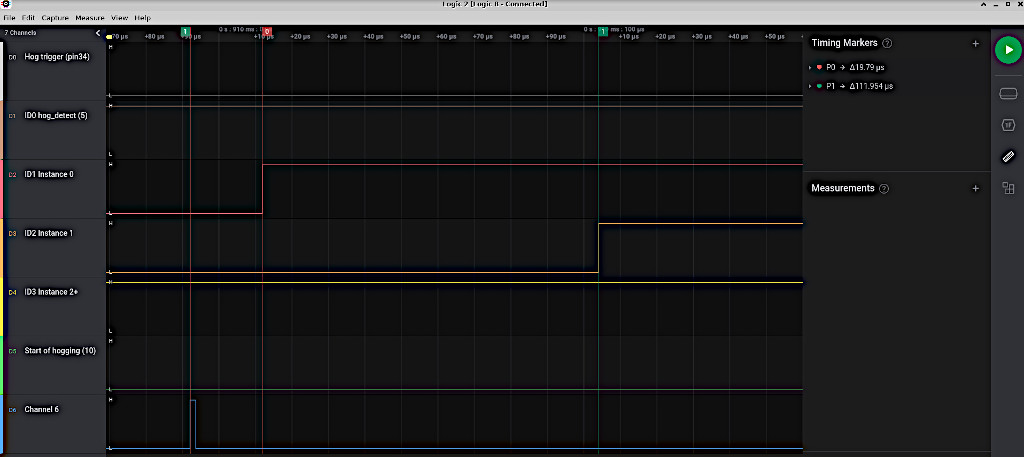 Logic 2 [Logic 8 - Connected]
File Edit Capture Measure View Help
7 Channels
+80 µs
1
0 s : 910 ms :
0
+10 µs
+20 µs
+30 µs
+40 µs
+50 µs
+60 µs
+70 µs
+80 µs
+90 µs
1
ms : 100 µs
+10 µs
+20 µs
+30 µs
+40 µs
+50 µs
D0 Hog trigger (pin34)
D1 ID0 hog_detect (5)
D2 ID1 Instance 0
D3 ID2 Instance 1
D4 ID3 Instance 2+
D5 Start of hogging (10)
D6 Channel 6
Timing Markers
P0 → Δ19.79 µs
P1 → Δ111.954 µs
Measurements